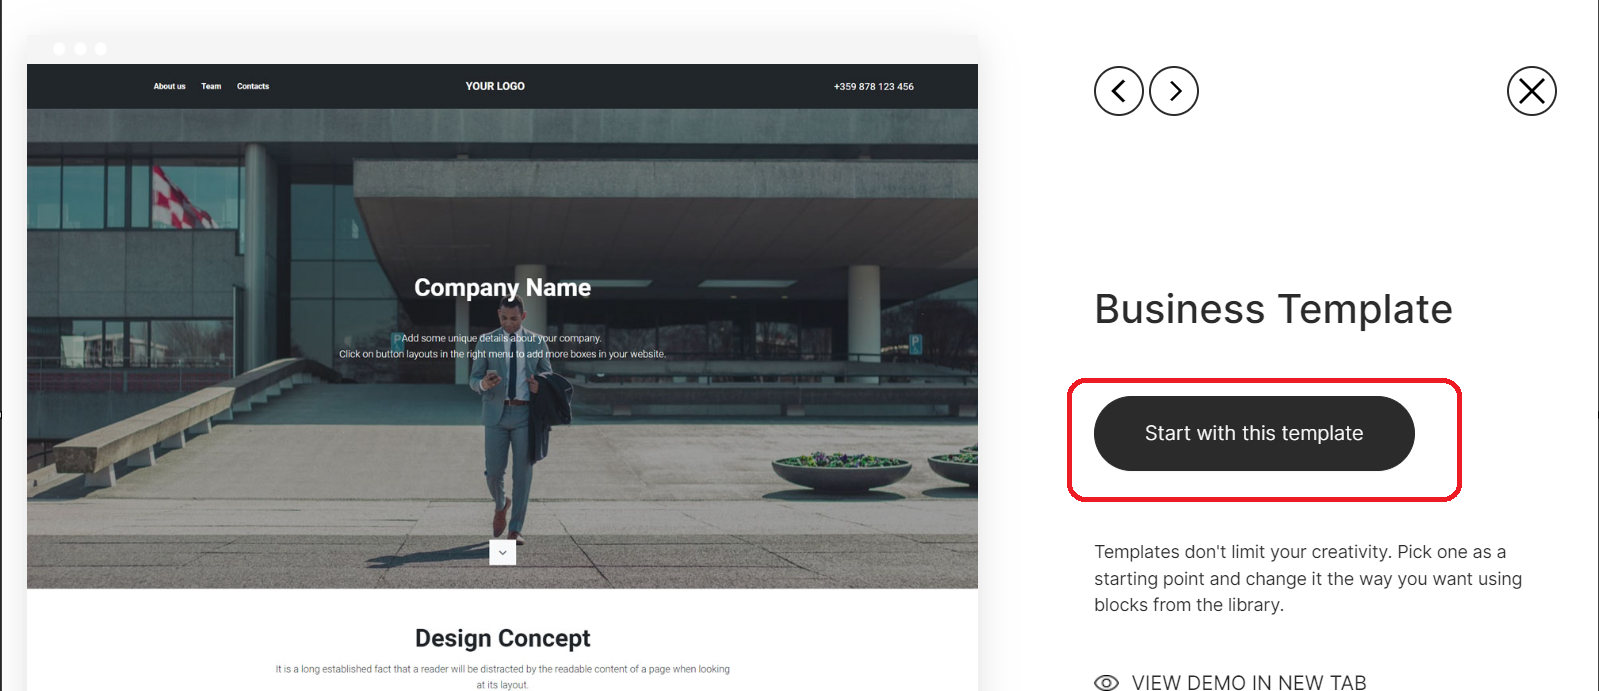 About us Team Contacts YOUR LOGO +359 878 123 456
Company Name
Add some unique details about your company.
Click on button layouts in the right menu to add more boxes in your website.
P
P
Design Concept
It is a long established fact that a reader will be distracted by the readable content of a page when looking
at its layout.
Business Template
Start with this template
Templates don't limit your creativity. Pick one as a
starting point and change it the way you want using
blocks from the library.
VIEW DEMO IN NEW TAB